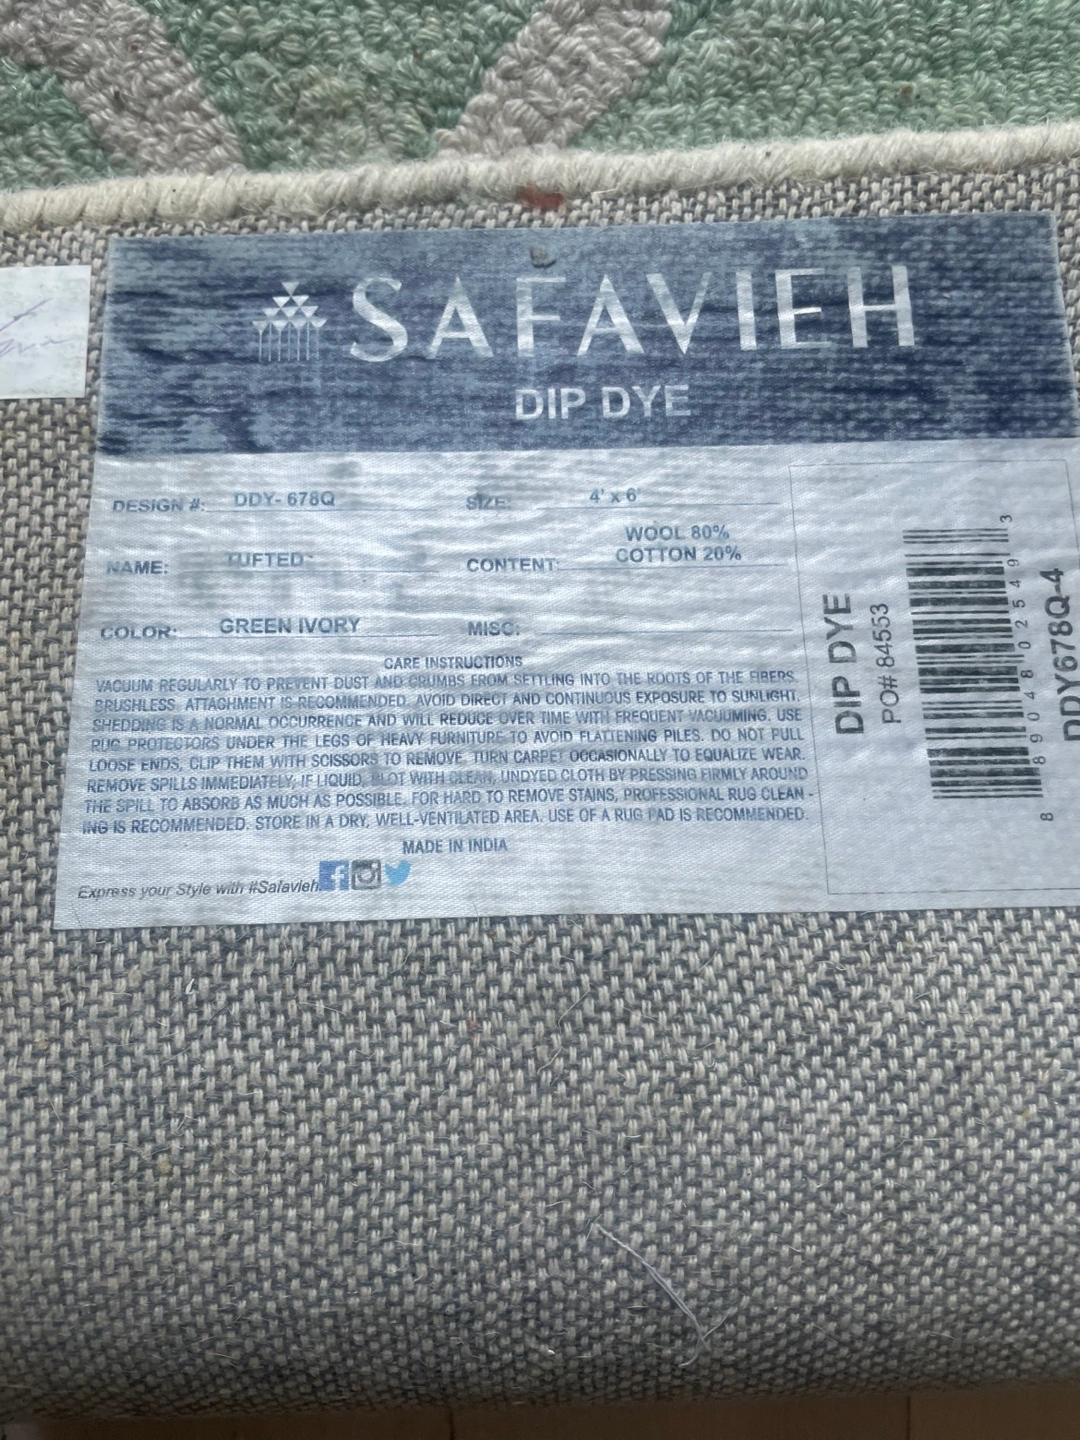 SAFAVIEH
DIP DYE
DESIGN #: DDY- 678Q
SIZE: 4' x 6'
NAME: TUFTED
CONTENT: WOOL 80%
COTTON 20%
COLOR: GREEN IVORY
MISC:
CARE INSTRUCTIONS
VACUUM REGULARLY TO PREVENT DUST AND CRUMBS FROM SETTLING INTO THE ROOTS OF THE FIBERS.
BRUSHLESS ATTACHMENT IS RECOMMENDED. AVOID DIRECT AND CONTINUOUS EXPOSURE TO SUNLIGHT.
SHEDDING IS A NORMAL OCCURRENCE AND WILL REDUCE OVER TIME WITH FREQUENT VACUUMING. USE
RUG PROTECTORS UNDER THE LEGS OF HEAVY FURNITURE TO AVOID FLATTENING PILES. DO NOT PULL
LOOSE ENDS, CLIP THEM WITH SCISSORS TO REMOVE. TURN CARPET OCCASIONALLY TO EQUALIZE WEAR.
REMOVE SPILLS IMMEDIATELY; IF LIQUID, BLOT WITH CLEAN, UNDYED CLOTH BY PRESSING FIRMLY AROUND
THE SPILL TO ABSORB AS MUCH AS POSSIBLE. FOR HARD TO REMOVE STAINS, PROFESSIONAL RUG CLEAN -
ING IS RECOMMENDED. STORE IN A DRY, WELL-VENTILATED AREA. USE OF A RUG PAD IS RECOMMENDED.
MADE IN INDIA
Express your Style with #Safavieh
DIP DYE
PO# 84553
8 904810 2549 3
DDY678Q-4